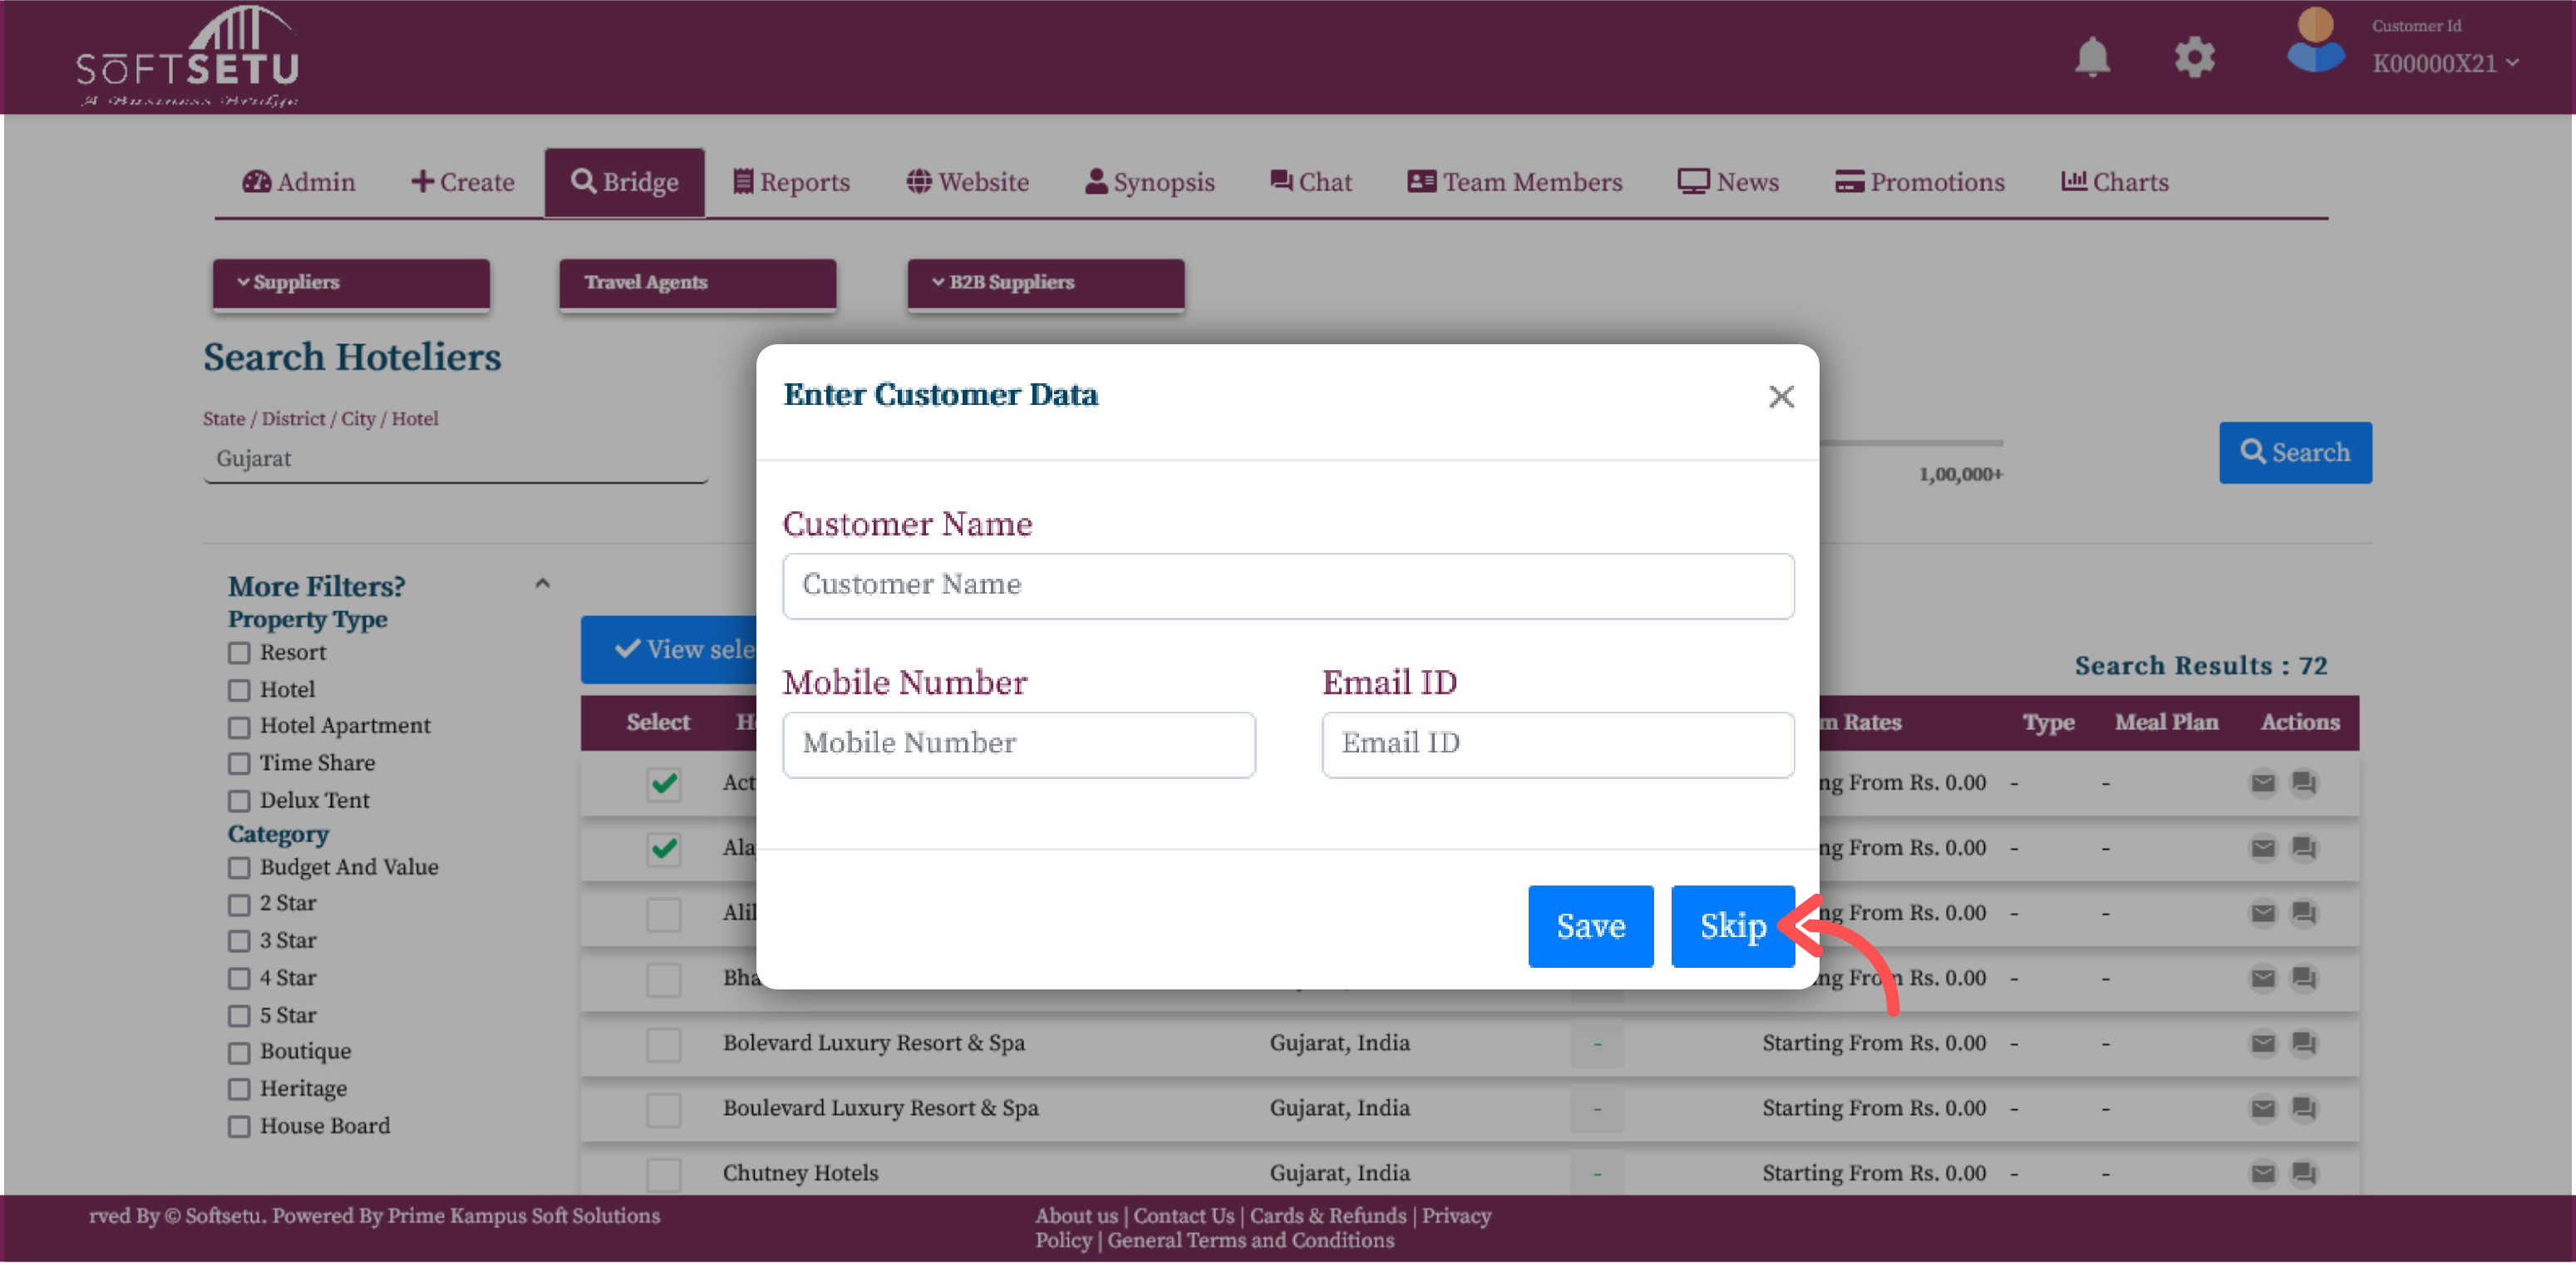 SOFTSETU
A Business Bridge
Customer Id
K00000X21
Admin
Create
Bridge
Reports
Website
Synopsis
Chat
Team Members
News
Promotions
Charts
Suppliers
Travel Agents
B2B Suppliers
Search Hoteliers
State / District / City / Hotel
Gujarat
1,00,000+
Search
Enter Customer Data
Customer Name
Customer Name
Mobile Number
Email ID
Mobile Number
Email ID
Save
Skip
More Filters?
Property Type
Resort
Hotel
Hotel Apartment
Time Share
Delux Tent
Category
Budget And Value
2 Star
3 Star
4 Star
5 Star
Boutique
Heritage
House Board
View sele
Search Results : 72
Select H m Rates Type Meal Plan Actions
Act ng From Rs. 0.00 - -
Ala ng From Rs. 0.00 - -
Alil ng From Rs. 0.00 - -
Bha ng From Rs. 0.00 - -
Bolevard Luxury Resort & Spa Gujarat, India - Starting From Rs. 0.00 - -
Boulevard Luxury Resort & Spa Gujarat, India - Starting From Rs. 0.00 - -
Chutney Hotels Gujarat, India - Starting From Rs. 0.00 - -
rved By © Softsetu. Powered By Prime Kampus Soft Solutions
About us | Contact Us | Cards & Refunds | Privacy
Policy | General Terms and Conditions